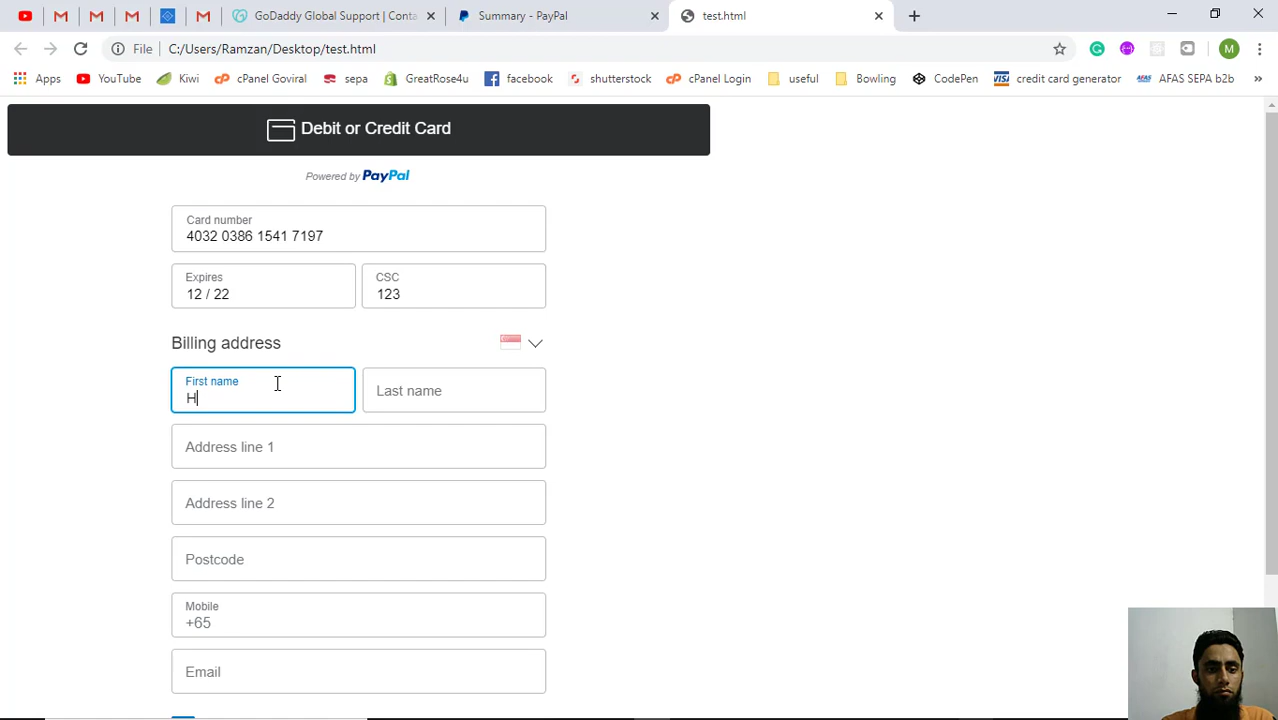 GoDaddy Global Support | Conta
Summary - PayPal
test.html
File C:/Users/Ramzan/Desktop/test.html
M
Apps YouTube Kiwi cPanel Goviral sepa GreatRose4u facebook shutterstock cPanel Login useful Bowling CodePen VISA credit card generator AFAS AFAS SEPA b2b »
Debit or Credit Card
Powered by PayPal
Card number
4032 0386 1541 7197
Expires CSC
12 / 22 123
Billing address
First name
H
Last name
Address line 1
Address line 2
Postcode
Mobile
+65
Email